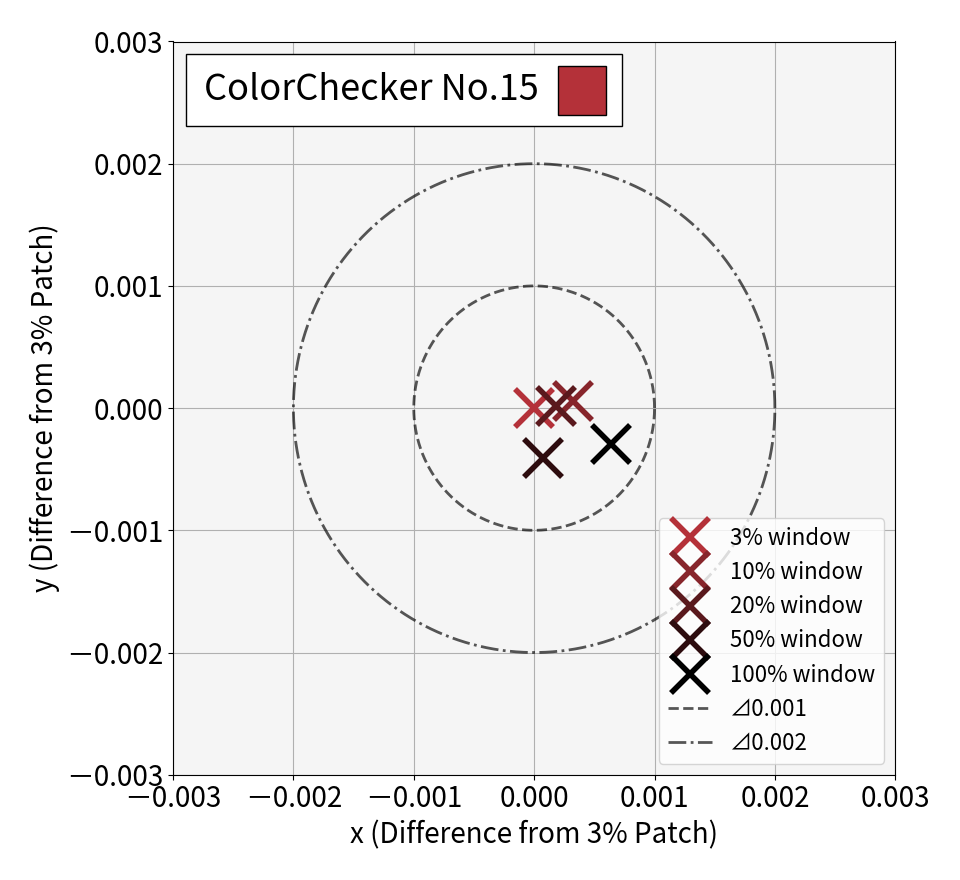 ColorChecker No.15
0.003
0.002
0.001
0.000
−0.001
−0.002
−0.003
y (Difference from 3% Patch)
3% window
10% window
20% window
50% window
100% window
⊿0.001
⊿0.002
−0.003 −0.002 −0.001 0.000 0.001 0.002 0.003
x (Difference from 3% Patch)